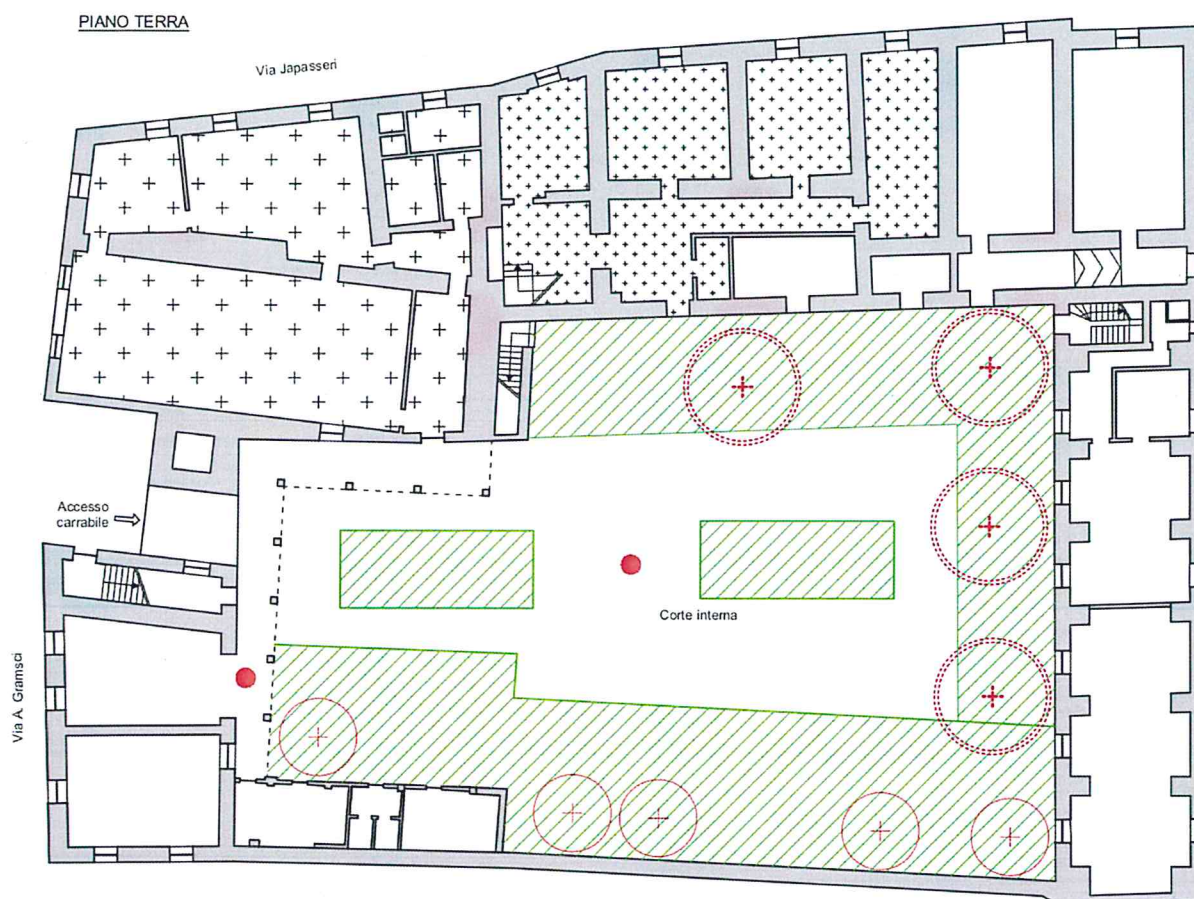 PIANO TERRA
Via Japasseri
Accesso
carrabile
Corte interna
Via A. Gramsci